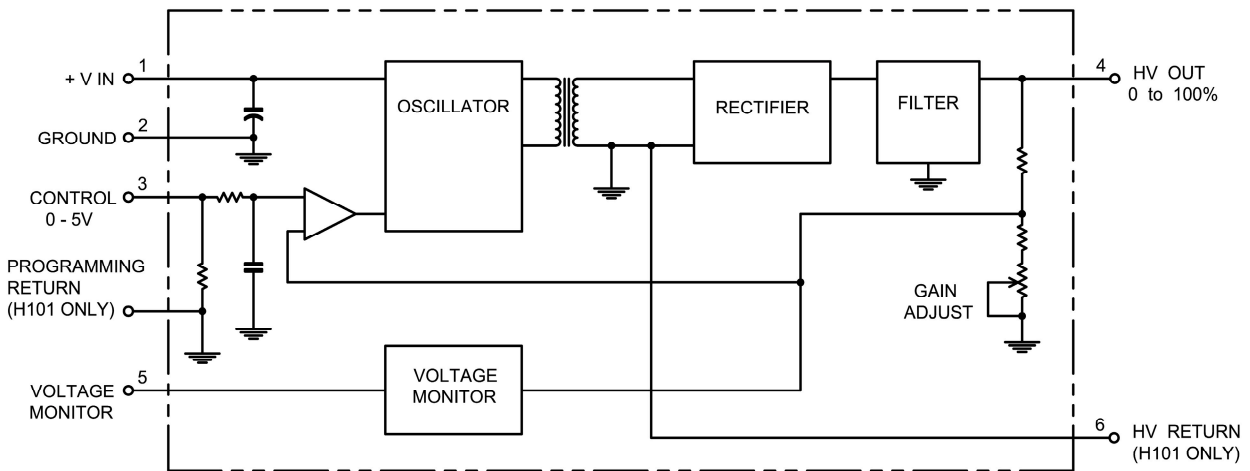 + V IN
1
GROUND
2
CONTROL
0 - 5V
3
PROGRAMMING
RETURN
(H101 ONLY)
VOLTAGE
MONITOR
5
OSCILLATOR
RECTIFIER
FILTER
4
HV OUT
0 to 100%
GAIN
ADJUST
VOLTAGE
MONITOR
6
HV RETURN
(H101 ONLY)